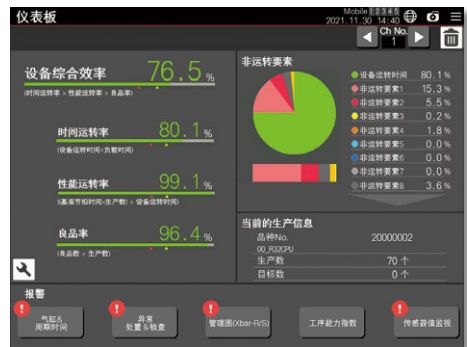 仪表板
Mobile 12345
2021.11.30 14:40
Ch No.
1
设备综合效率 76.5%
(时间运转率 × 性能运转率 × 良品率)
时间运转率 80.1%
(设备运转时间÷负载时间)
性能运转率 99.1%
(基准节拍时间×生产数) ÷ 设备运转时间)
良品率 96.4%
(良品数 ÷ 生产数)
非运转要素
设备运转时间 80.1%
非运转要素1 15.3%
非运转要素2 5.5%
非运转要素3 0.2%
非运转要素4 1.8%
非运转要素5 0.0%
非运转要素6 0.0%
非运转要素7 0.0%
非运转要素8 3.6%
当前的生产信息
品种No. 20000002
00_R32CPU
生产数 70 个
目标数 0 个
报警
! 气缸&
周期时间
! 异常
处置&检查
! 管理图(Xbar-R/S)
工序能力指数
! 传感器值监视